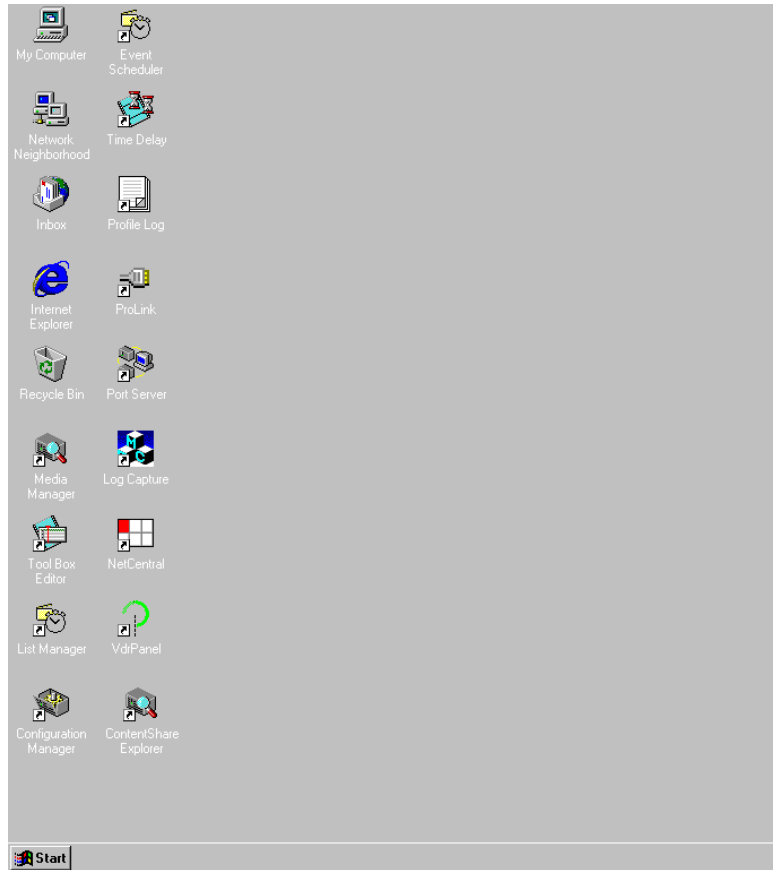 My Computer
Event
Scheduler
Network
Neighborhood
Time Delay
Inbox
Profile Log
Internet
Explorer
ProLink
Recycle Bin
Port Server
Media
Manager
M
C
Log Capture
Tool Box
Editor
NetCentral
List Manager
VdrPanel
Configuration
Manager
ContentShare
Explorer
Start